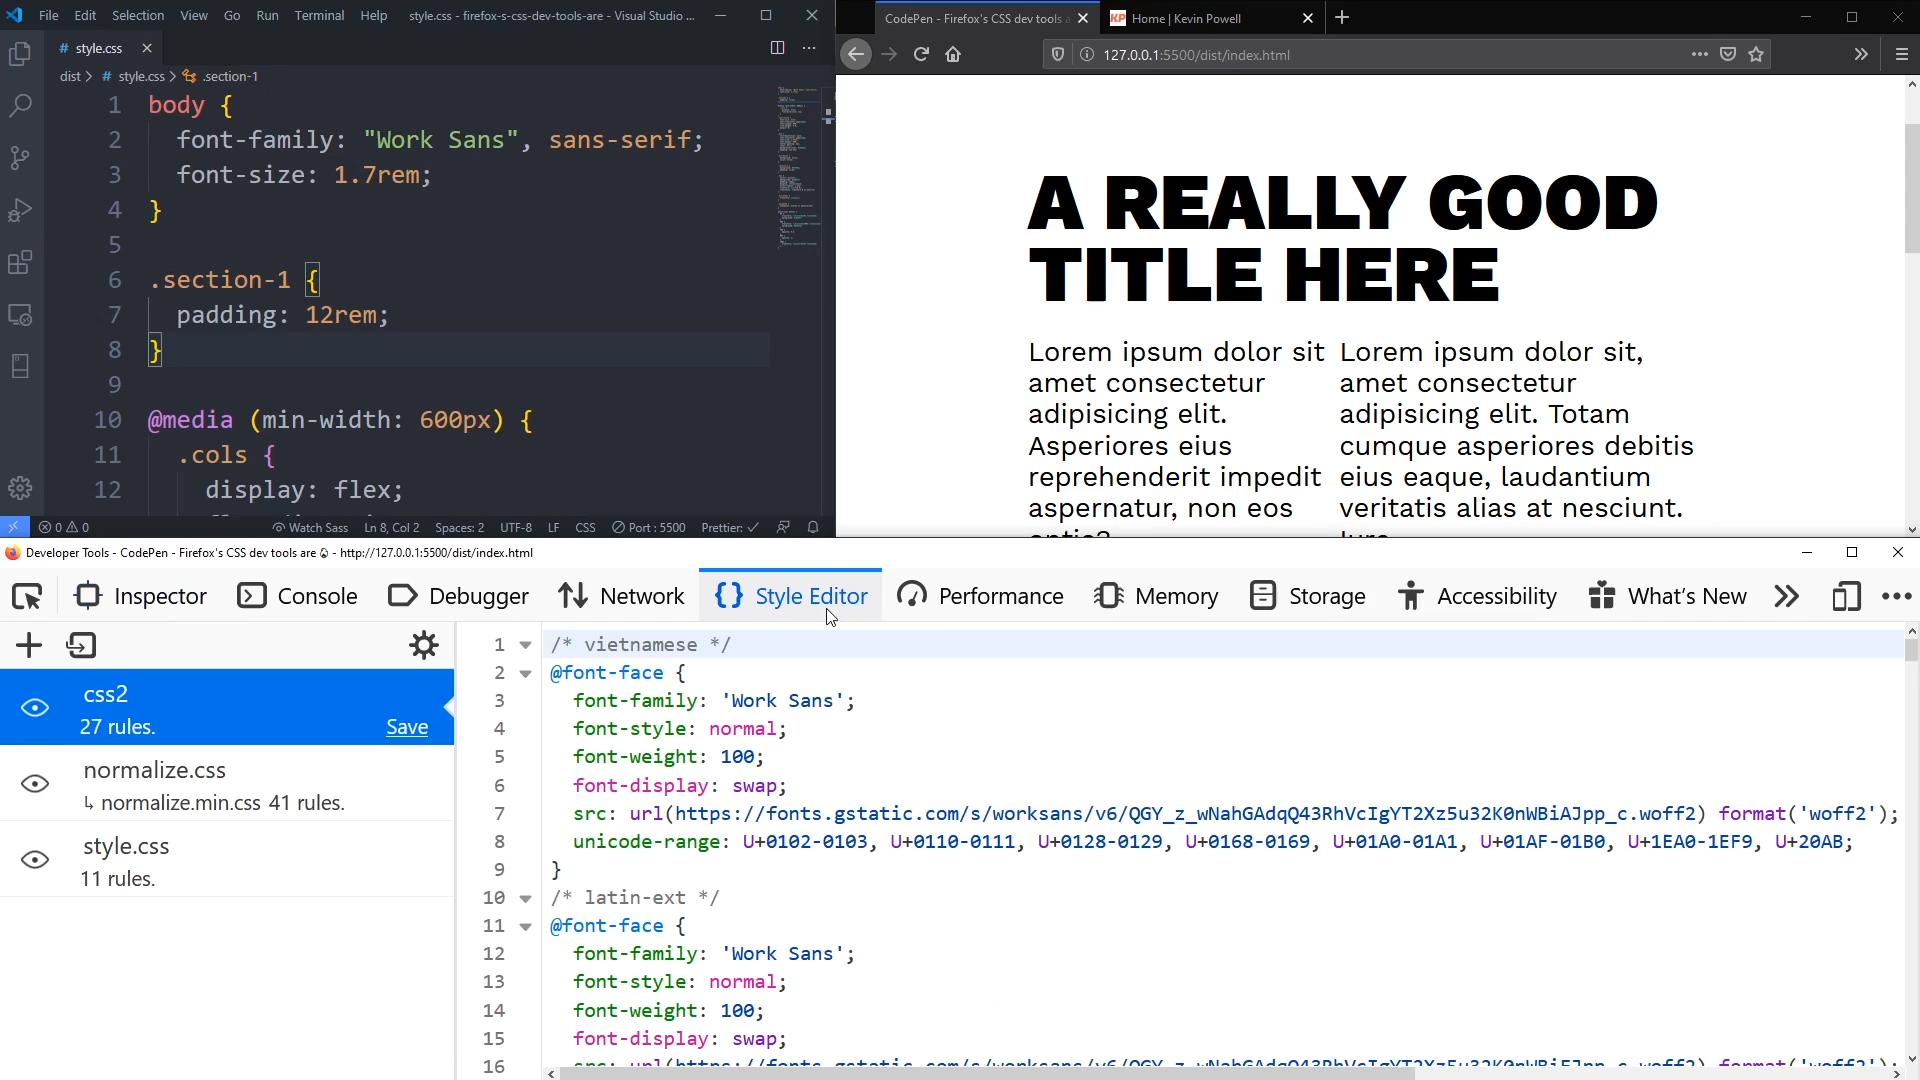 File Edit Selection View Go Run Terminal Help style.css - firefox-s-css-dev-tools-are - Visual Studio ...
# style.css
dist > # style.css > .section-1
1 body {
2 font-family: "Work Sans", sans-serif;
3 font-size: 1.7rem;
4 }
5
6 .section-1 {
7 padding: 12rem;
8 }
9
10 @media (min-width: 600px) {
11 .cols {
12 display: flex;
0 0 Watch Sass Ln 8, Col 2 Spaces: 2 UTF-8 LF CSS Port : 5500 Prettier: ✓
CodePen - Firefox's CSS dev tools a
KP Home | Kevin Powell
127.0.0.1:5500/dist/index.html
A REALLY GOOD
TITLE HERE
Lorem ipsum dolor sit
amet consectetur
adipisicing elit.
Asperiores eius
reprehenderit impedit
aspernatur, non eos
Lorem ipsum dolor sit,
amet consectetur
adipisicing elit. Totam
cumque asperiores debitis
eius eaque, laudantium
veritatis alias at nesciunt.
Developer Tools - CodePen - Firefox's CSS dev tools are - http://127.0.0.1:5500/dist/index.html
Inspector Console Debugger Network {} Style Editor Performance Memory Storage Accessibility What's New
css2
27 rules. Save
normalize.css
↳ normalize.min.css 41 rules.
style.css
11 rules.
1 /* vietnamese */
2 @font-face {
3 font-family: 'Work Sans';
4 font-style: normal;
5 font-weight: 100;
6 font-display: swap;
7 src: url(https://fonts.gstatic.com/s/worksans/v6/QGY_z_wNahGAdqQ43RhVcIgYT2Xz5u32K0nWBiAJpp_c.woff2) format('woff2');
8 unicode-range: U+0102-0103, U+0110-0111, U+0128-0129, U+0168-0169, U+01A0-01A1, U+01AF-01B0, U+1EA0-1EF9, U+20AB;
9 }
10 /* latin-ext */
11 @font-face {
12 font-family: 'Work Sans';
13 font-style: normal;
14 font-weight: 100;
15 font-display: swap;
16